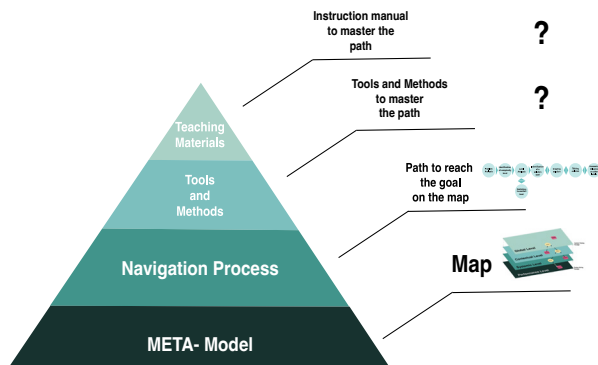 Instruction manual
to master the
path
?
Tools and Methods
to master
the path
?
Teaching
Materials
Path to reach
the goal
on the map
Tools
and
Methods
Map
Navigation Process
META- Model